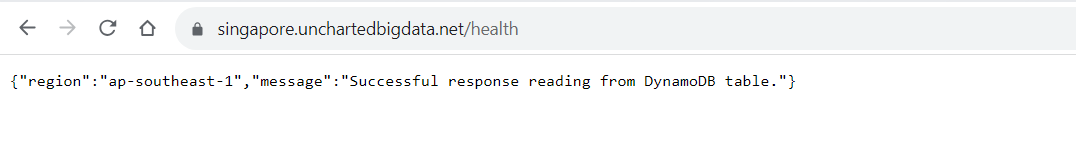 singapore.unchartedbigdata.net/health
{"region":"ap-southeast-1","message":"Successful response reading from DynamoDB table."}